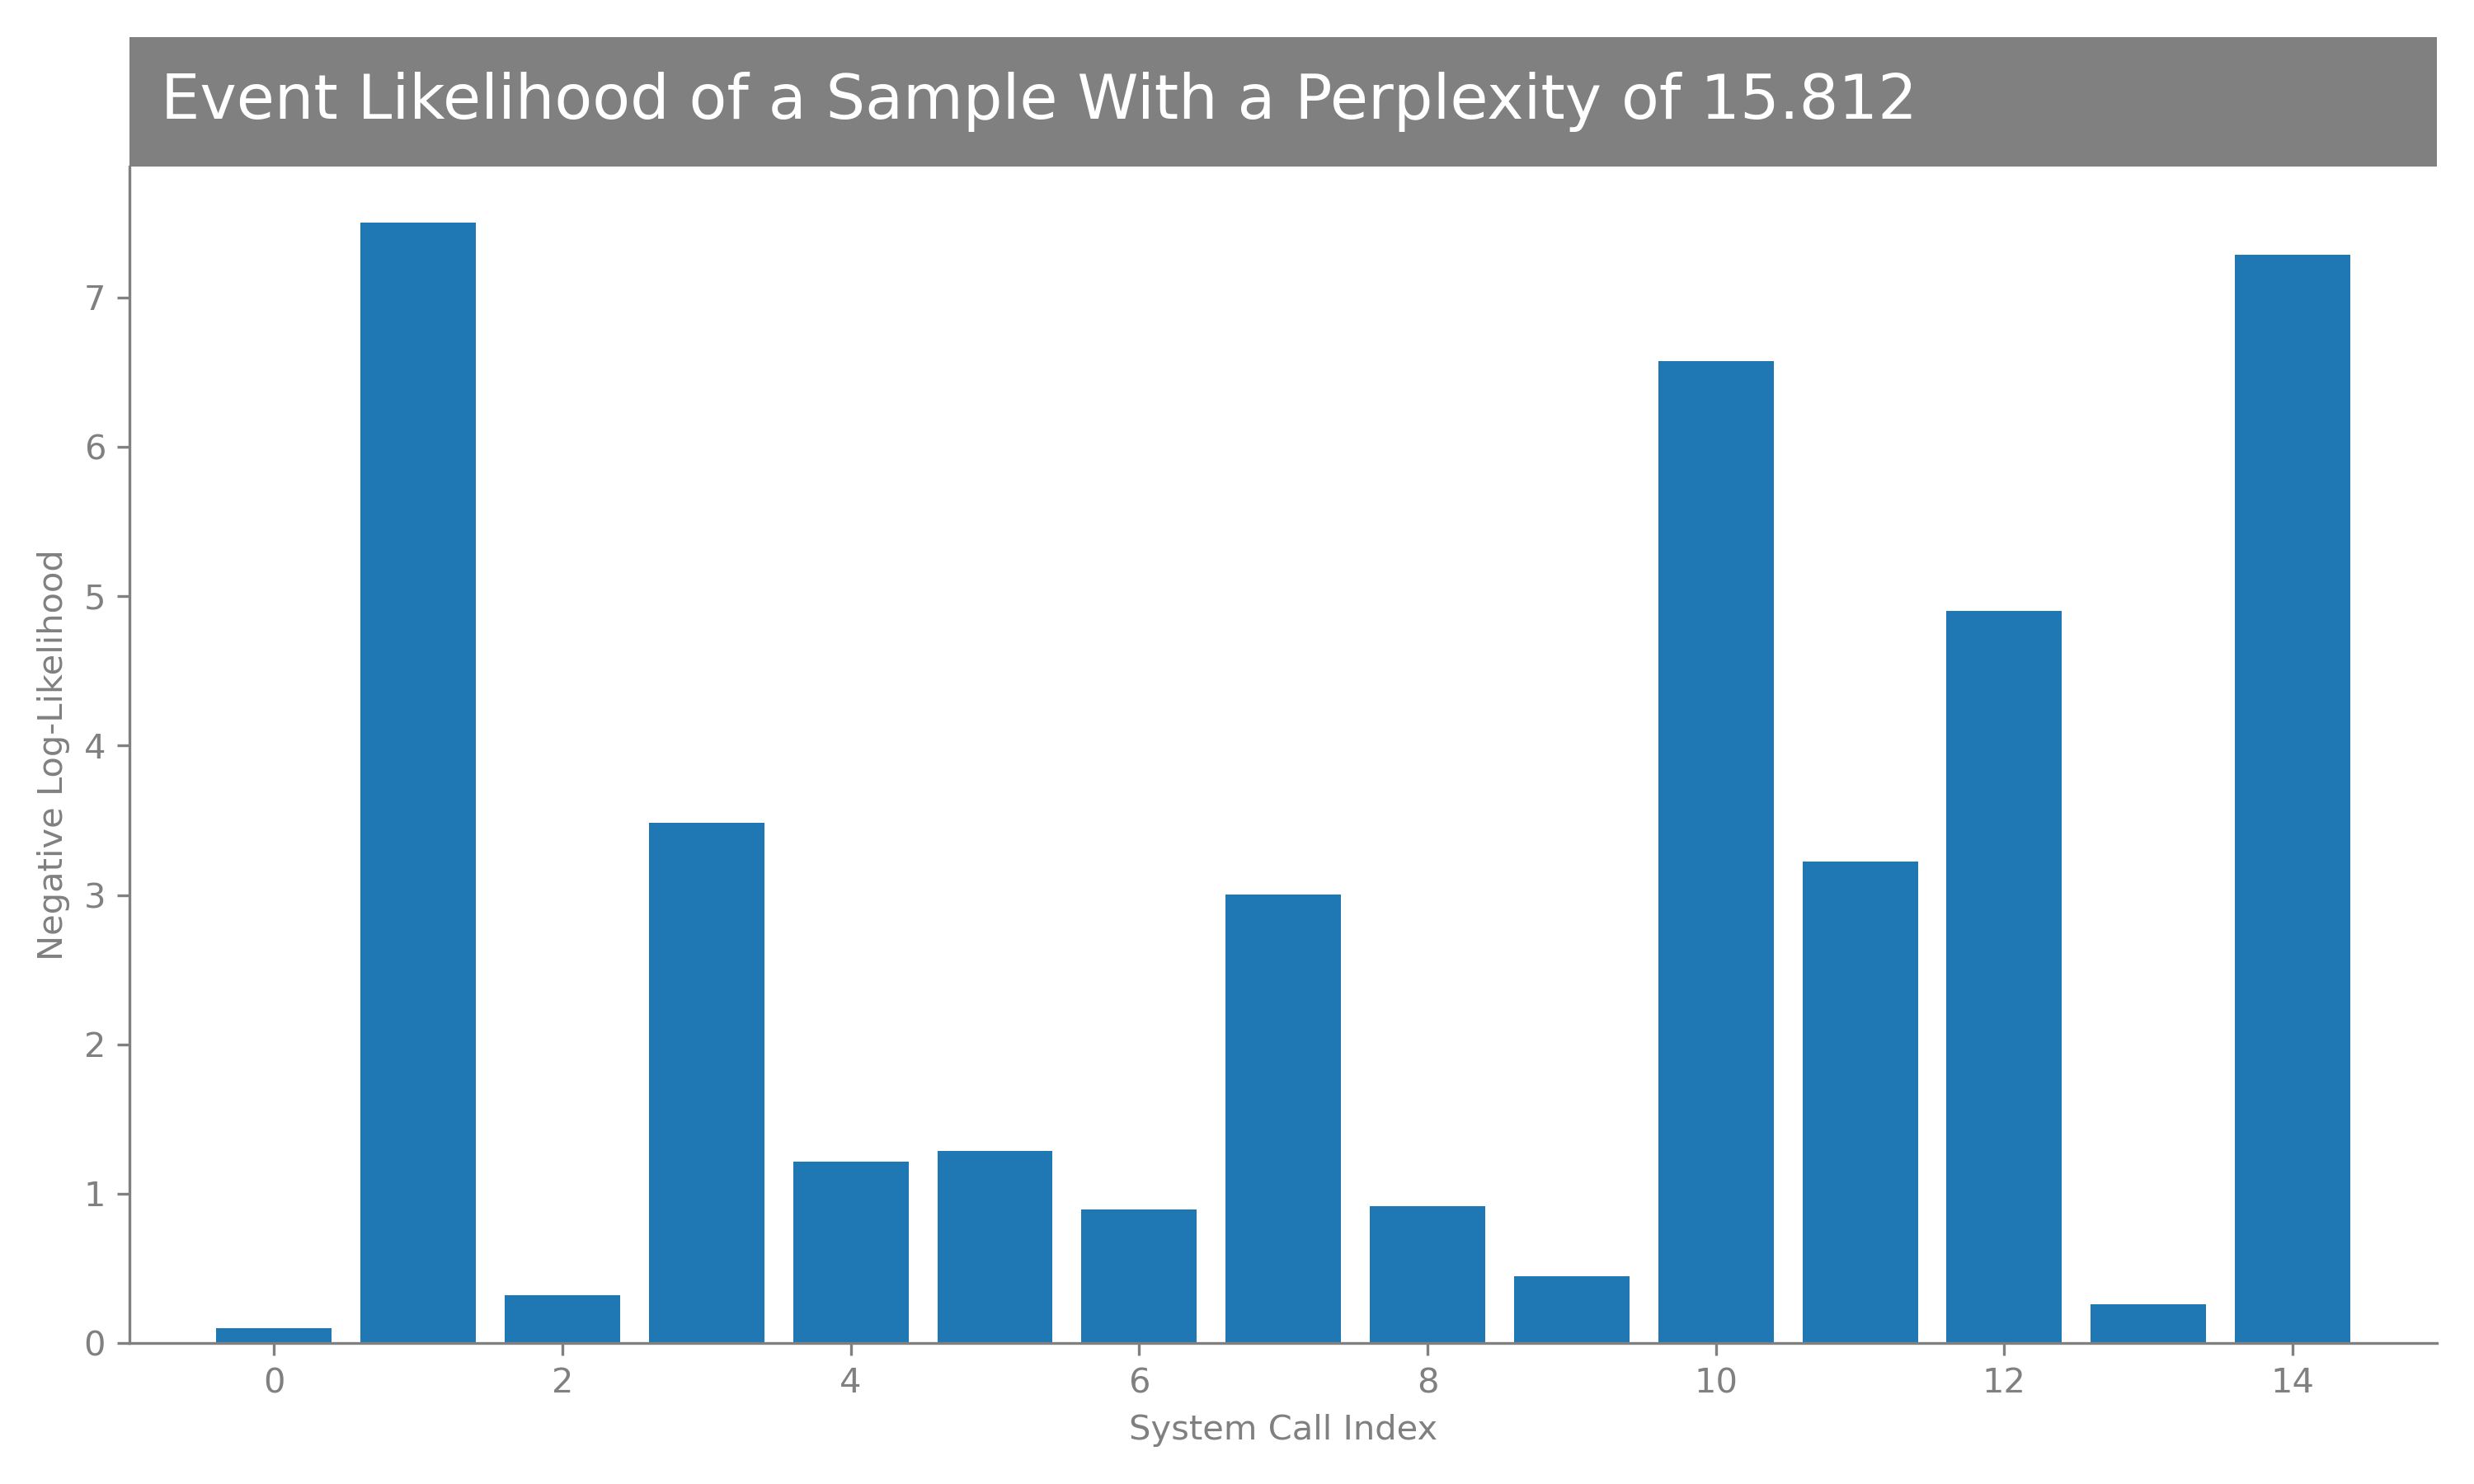 Event Likelihood of a Sample With a Perplexity of 15.812
7
6
5
4
3
2
1
0
Negative Log-Likelihood
0 2 4 6 8 10 12 14
System Call Index